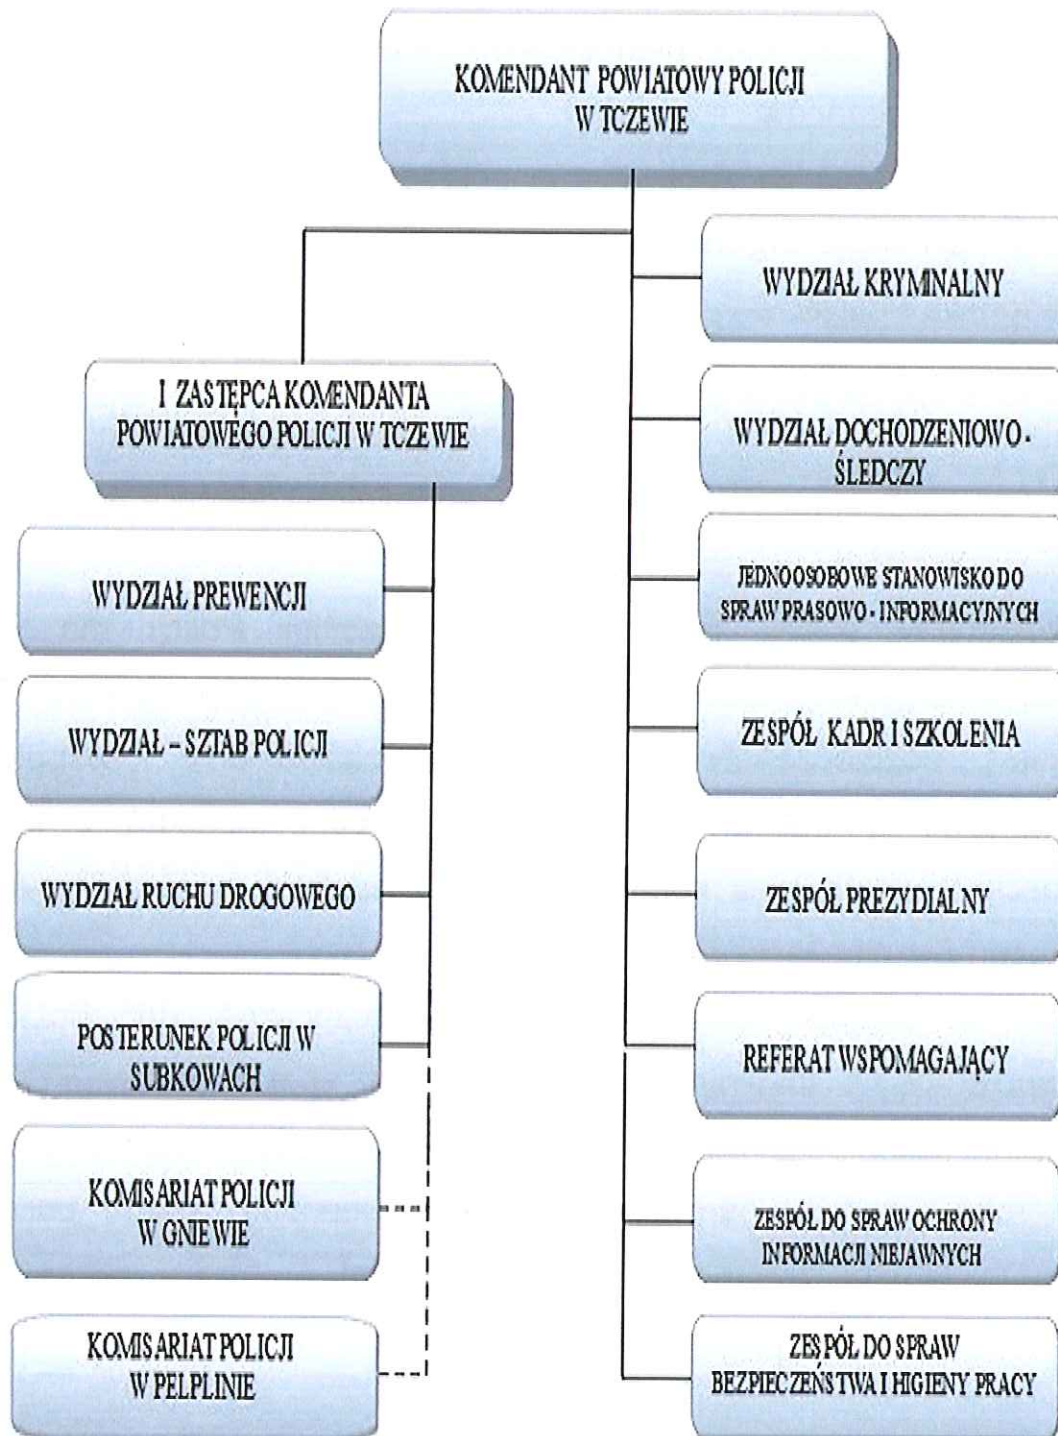 KOMENDANT POWIATOWY POLICJI
W TCZEWIE
I ZASTĘPCA KOMENDANTA
POWIATOWEGO POLICJI W TCZEWIE
WYDZIAŁ PREWENCJI
WYDZIAŁ – SZTAB POLICJI
WYDZIAŁ RUCHU DROGOWEGO
POSTERUNEK POLICJI W
SUBKOWACH
KOMISARIAT POLICJI
W GNIEWIE
KOMISARIAT POLICJI
W PELPLINIE
WYDZIAŁ KRYMINALNY
WYDZIAŁ DOCHODZENIOWO -
ŚLEDCZY
JEDNOOSOBOWE STANOWISKO DO
SPRAW PRASOWO - INFORMACYJNYCH
ZESPÓŁ KADR I SZKOLENIA
ZESPÓŁ PREZYDIALNY
REFERAT WSPOMAGAJĄCY
ZESPÓŁ DO SPRAW OCHRONY
INFORMACJI NIEJAWNYCH
ZESPÓŁ DO SPRAW
BEZPIECZEŃSTWA I HIGIENY PRACY